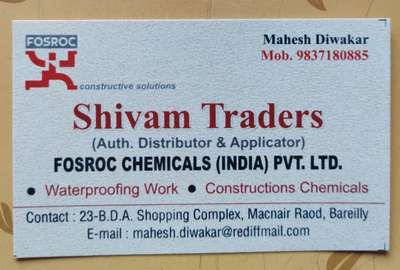 FOSROC
constructive solutions
Mahesh Diwakar
Mob. 9837180885
Shivam Traders
(Auth. Distributor & Applicator)
FOSROC CHEMICALS (INDIA) PVT. LTD.
● Waterproofing Work ● Constructions Chemicals
Contact : 23-B.D.A. Shopping Complex, Macnair Raod, Bareilly
E-mail : mahesh.diwakar@rediffmail.com